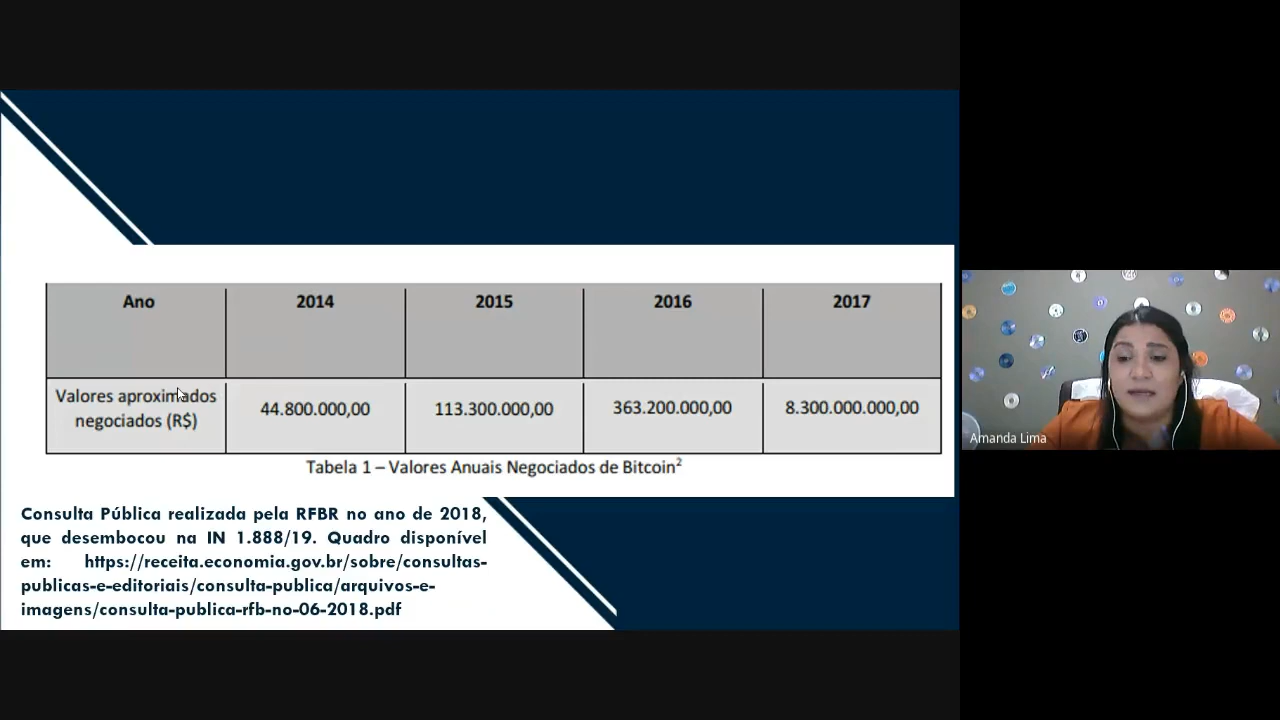 Ano 2014 2015 2016 2017
Valores aproximados
negociados (R$) 44.800.000,00 113.300.000,00 363.200.000,00 8.300.000.000,00
Tabela 1 – Valores Anuais Negociados de Bitcoin²
Consulta Pública realizada pela RFBR no ano de 2018,
que desembocou na IN 1.888/19. Quadro disponível
em: https://receita.economia.gov.br/sobre/consultas-
publicas-e-editoriais/consulta-publica/arquivos-e-
imagens/consulta-publica-rfb-no-06-2018.pdf
Amanda Lima